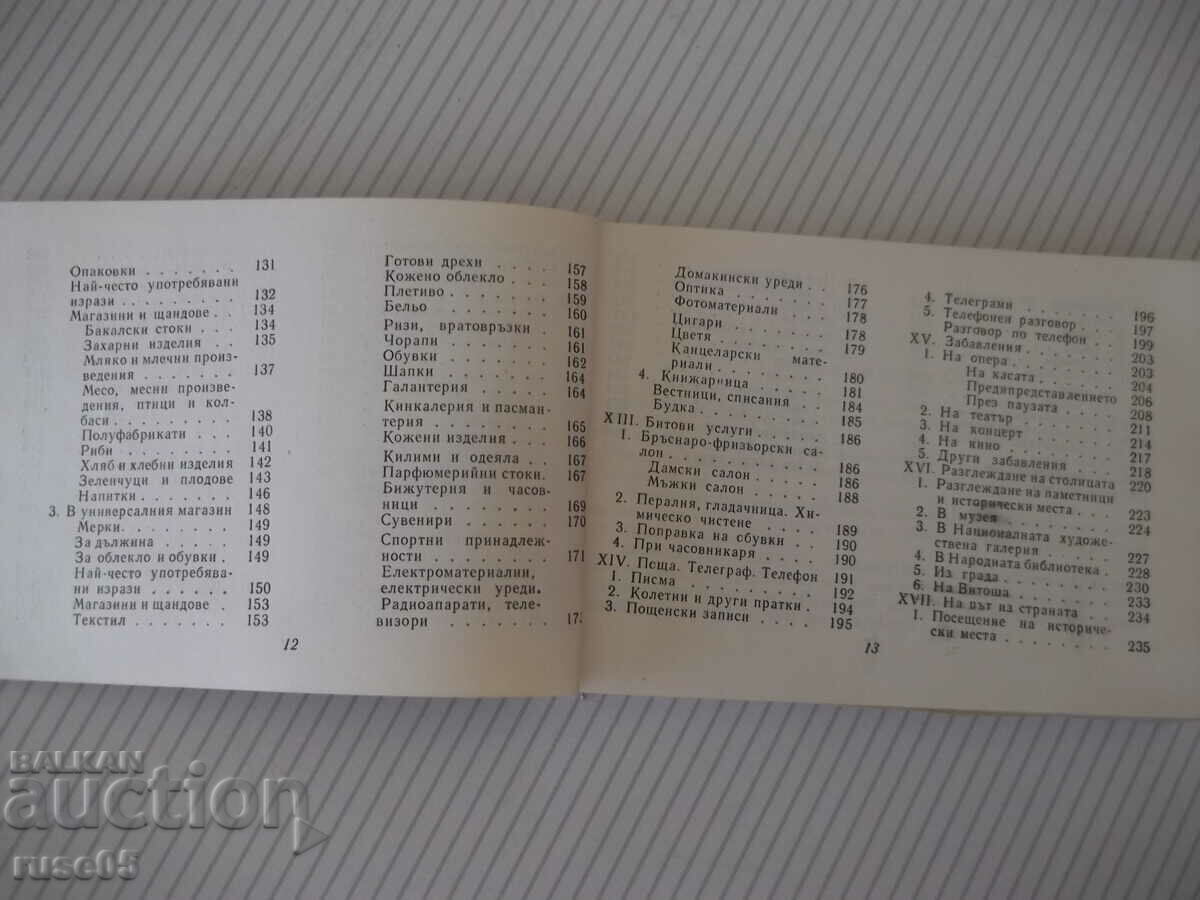 Опаковки . . . . . . . 131
Най-често употребявани
изрази . . . . . . . . . 132
Магазини и щандове . . 134
Бакалски стоки . . . 134
Захарни изделия . . . 135
Мляко и млечни произ-
ведения . . . . . . . 137
Месо, месни произве-
дения, птици и кол-
баси . . . . . . . . 138
Полуфабрикати . . . 140
Риби . . . . . . . . 141
Хляб и хлебни изделия 142
Зеленчуци и плодове 143
Напитки . . . . . . . 146
3. В универсалния магазин 148
Мерки. . . . . . . . . 149
За дължина . . . . . . 149
За облекло и обувки . . 149
Най-често употребява-
ни изрази . . . . . . . 150
Магазини и щандове . . 153
Текстил . . . . . . . . 153
12
Готови дрехи . . . . 157
Кожено облекло . . . . 158
Плетиво . . . . . . . . 159
Бельо . . . . . . . . . 160
Ризи, вратовръзки . . 161
Чорапи . . . . . . . . 161
Обувки . . . . . . . . 162
Шапки . . . . . . . . 164
Галантерия . . . . . . 164
Кинкалерия и пасман-
терия . . . . . . . . . 165
Кожени изделия . . . . 166
Килими и одеяла . . . 167
Парфюмерийни стоки. 167
Бижутерия и часов-
ници . . . . . . . . . 169
Сувенири . . . . . . . 170
Спортни принадлеж-
ности . . . . . . . . . 171
Електроматериални,
електрически уреди.
Радиоапарати, теле-
визори . . . . . . . .
Домакински уреди . . 176
Оптика . . . . . . . . 177
Фотоматериали . . . . 178
Цигари . . . . . . . . 178
Цветя . . . . . . . . 179
Канцеларски мате-
риали . . . . . . . . 180
4. Книжарница . . . . . . 181
Вестници, списания . . 184
Будка . . . . . . . . . 185
XIII. Битови услуги . . . . . 186
1. Бръснаро-фризьорски са-
лон . . . . . . . . . . 186
Дамски салон . . . . 186
Мъжки салон . . . . 188
2. Пералня, гладачница. Хи-
мическо чистене . . . . 189
3. Поправка на обувки . . 190
4. При часовникаря . . . . 190
XIV. Поща. Телеграф. Телефон 191
1. Писма . . . . . . . . 192
2. Колетни и други пратки . 194
3. Пощенски записи . . . . 195
13
4. Телеграми . . . . . . . 196
5. Телефонен разговор . . . 197
Разговор по телефон . . 199
XV. Забавления . . . . . . . 203
1. На опера . . . . . . . 203
На касата . . . . . . 204
Предипредставлението 206
През паузата . . . . 208
2. На театър . . . . . . . 211
3. На концерт . . . . . . 214
4. На кино . . . . . . . . 217
5. Други забавления . . . 218
XVI. Разглеждане на столицата 220
1. Разглеждане на паметници
и исторически места . . . 223
2. В музея . . . . . . . . 224
3. В Националната художе-
ствена галерия . . . . . 227
4. В Народната библиотека . 228
5. Из града . . . . . . . 230
6. На Витоша . . . . . . 233
XVII. На път из страната . . . 234
1. Посещение на историче-
ски места . . . . . . . 235
BALKAN
auction
ruse05